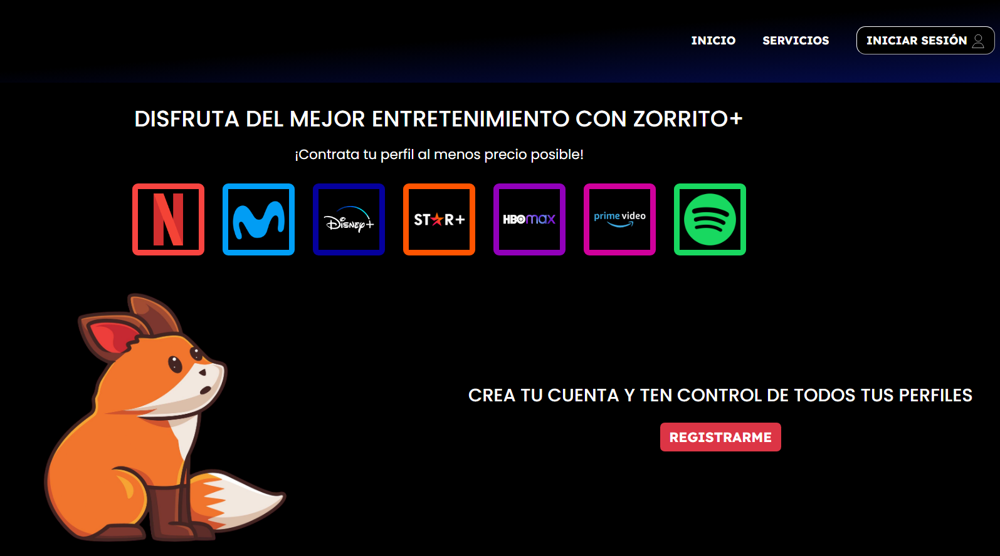 INICIO SERVICIOS INICIAR SESIÓN
DISFRUTA DEL MEJOR ENTRETENIMIENTO CON ZORRITO+
¡Contrata tu perfil al menos precio posible!
N Disney+ ST★R+ HBOmax prime video
CREA TU CUENTA Y TEN CONTROL DE TODOS TUS PERFILES
REGISTRARME